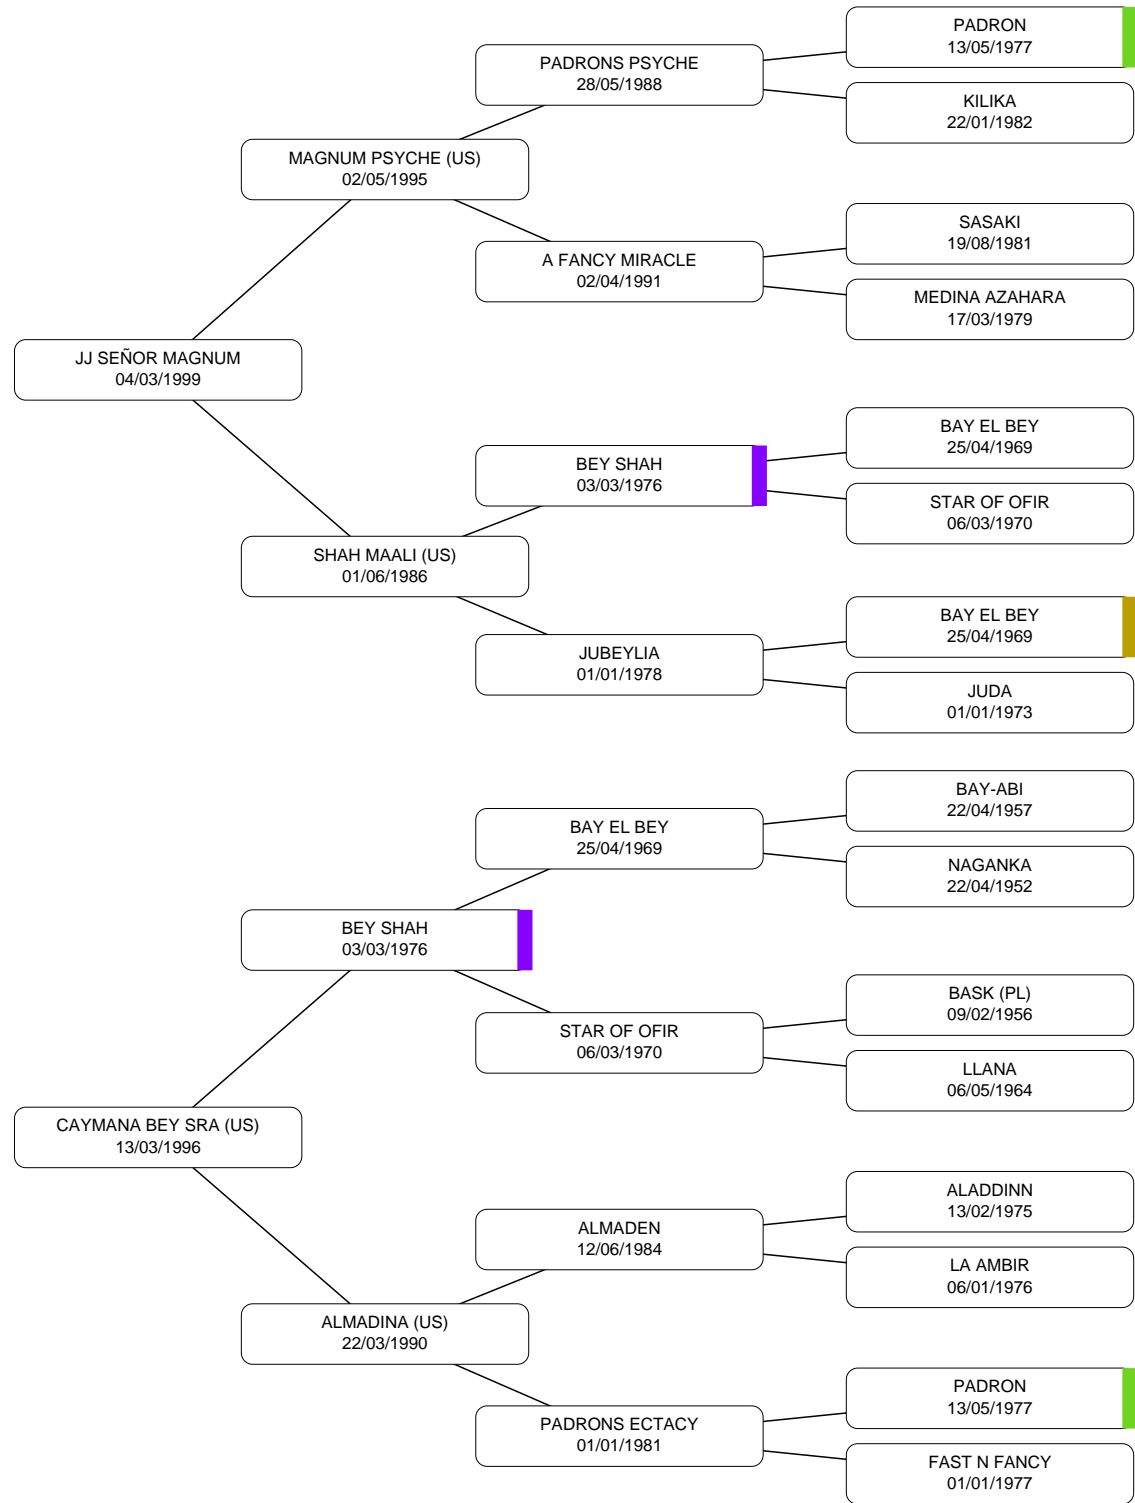 PADRON
13/05/1977
PADRONS PSYCHE
28/05/1988
KILIKA
22/01/1982
MAGNUM PSYCHE (US)
02/05/1995
SASAKI
19/08/1981
A FANCY MIRACLE
02/04/1991
MEDINA AZAHARA
17/03/1979
JJ SEÑOR MAGNUM
04/03/1999
BAY EL BEY
25/04/1969
BEY SHAH
03/03/1976
STAR OF OFIR
06/03/1970
SHAH MAALI (US)
01/06/1986
BAY EL BEY
25/04/1969
JUBEYLIA
01/01/1978
JUDA
01/01/1973
BAY-ABI
22/04/1957
BAY EL BEY
25/04/1969
NAGANKA
22/04/1952
BEY SHAH
03/03/1976
BASK (PL)
09/02/1956
STAR OF OFIR
06/03/1970
LLANA
06/05/1964
CAYMANA BEY SRA (US)
13/03/1996
ALADDINN
13/02/1975
ALMADEN
12/06/1984
LA AMBIR
06/01/1976
ALMADINA (US)
22/03/1990
PADRON
13/05/1977
PADRONS ECTACY
01/01/1981
FAST N FANCY
01/01/1977